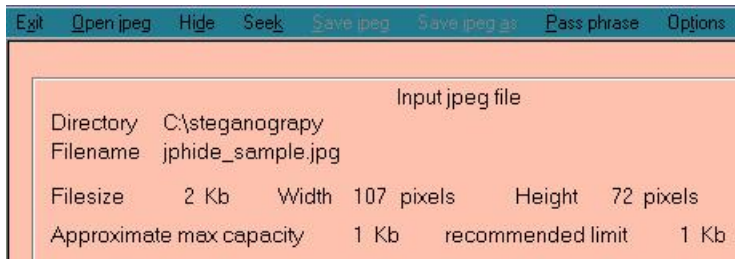 Exit Open jpeg Hide Seek Save jpeg Save jpeg as Pass phrase Options
Input jpeg file
Directory C:\steganograpy
Filename jphide_sample.jpg
Filesize 2 Kb Width 107 pixels Height 72 pixels
Approximate max capacity 1 Kb recommended limit 1 Kb